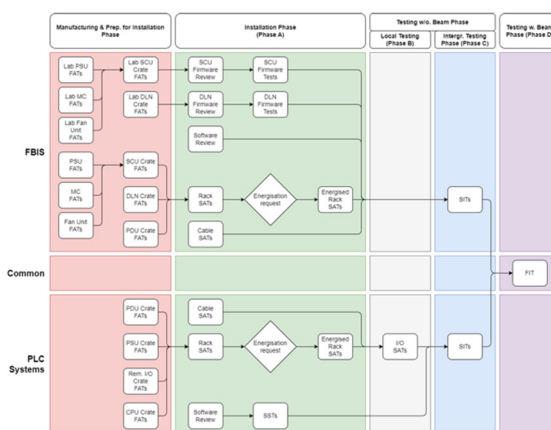 Manufacturing & Prep. for Installation
Phase
Installation Phase
(Phase A)
Testing w/o. Beam Phase
Local Testing
(Phase B)
Intergr. Testing
Phase (Phase C)
Testing w. Beam
Phase (Phase D
FBIS
Lab PSU
FATs
Lab MC
FATs
Lab Fan
Unit
FATs
PSU
FATs
MC
FATs
Fan Unit
FATs
Lab SCU
Crate
FATs
Lab DLN
Crate
FATs
SCU Crate
FATs
DLN Crate
FATs
PDU Crate
FATs
SCU
Firmware
Review
SCU
Firmware
Tests
DLN
Firmware
Review
DLN
Firmware
Tests
Software
Review
Rack
SATs
Energisation
request
Energised
Rack
SATs
Cable
SATs
SITs
Common
FIT
PLC
Systems
PDU Crate
FATs
PSU Crate
FATs
Rem. I/O
Crate
FATs
CPU Crate
FATs
Cable
SATs
Rack
SATs
Energisation
request
Energised
Rack
SATs
I/O
SATs
SITs
Software
Review
SSTs